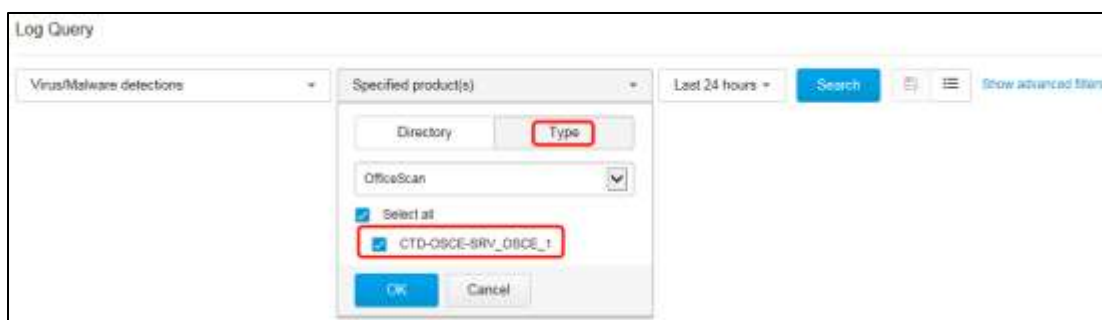 Log Query
Virus/Malware detections Specified product(s) Last 24 hours Search Show advanced filters
Directory Type
OfficeScan
Select all
CTD-OSCE-SRV_OSCE_1
OK Cancel